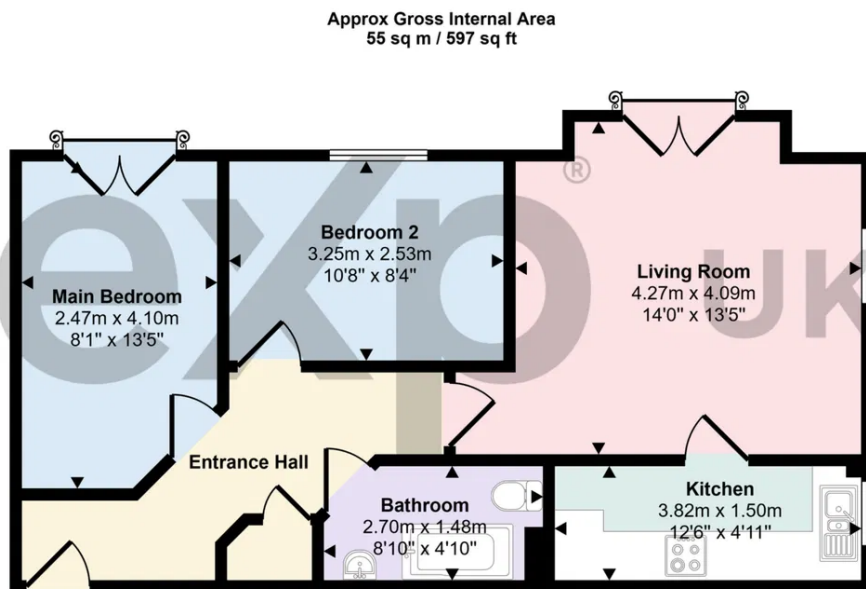 Approx Gross Internal Area
55 sq m / 597 sq ft
exp UK
®
Bedroom 2
3.25m x 2.53m
10'8" x 8'4"
Main Bedroom
2.47m x 4.10m
8'1" x 13'5"
Living Room
4.27m x 4.09m
14'0" x 13'5"
Entrance Hall
Bathroom
2.70m x 1.48m
8'10" x 4'10"
Kitchen
3.82m x 1.50m
12'6" x 4'11"